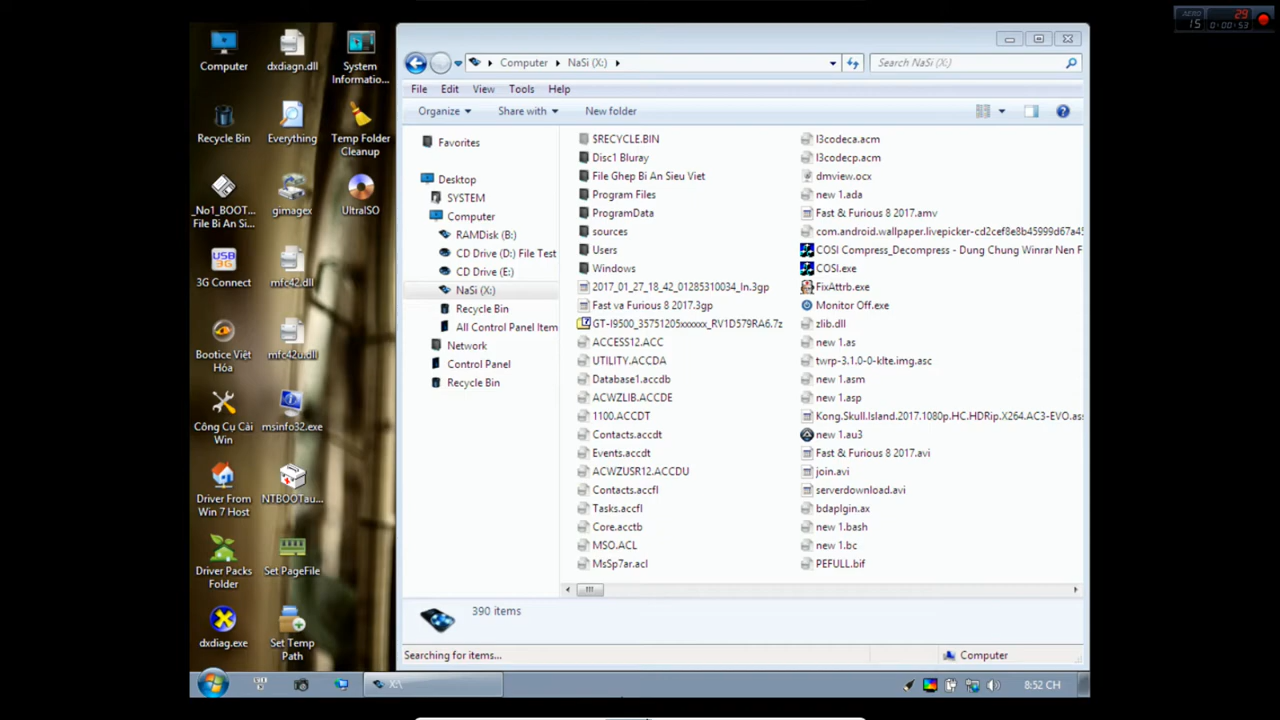 AERO
29
15
0:00:53
Computer
dxdiagn.dll
System
Informatio...
Recycle Bin
Everything
Temp Folder
Cleanup
_No1_BOOT...
File Bi An Si...
gimagex
UltraISO
3G Connect
mfc42.dll
Bootice Việt
Hóa
mfc42u.dll
Công Cụ Cài
Win
msinfo32.exe
Driver From
Win 7 Host
NTBOOTau...
Driver Packs
Folder
Set PageFile
dxdiag.exe
Set Temp
Path
Computer
NaSi (X:)
Search NaSi (X:)
File Edit View Tools Help
Organize Share with New folder
Favorites
Desktop
SYSTEM
Computer
RAMDisk (B:)
CD Drive (D:) File Test
CD Drive (E:)
NaSi (X:)
Recycle Bin
All Control Panel Item
Network
Control Panel
Recycle Bin
$RECYCLE.BIN
Disc1 Bluray
File Ghep Bi An Sieu Viet
Program Files
ProgramData
sources
Users
Windows
2017_01_27_18_42_01285310034_In.3gp
Fast va Furious 8 2017.3gp
GT-I9500_35751205xxxxxx_RV1D579RA6.7z
ACCESS12.ACC
UTILITY.ACCDA
Database1.accdb
ACWZLIB.ACCDE
1100.ACCDT
Contacts.accdt
Events.accdt
ACWZUSR12.ACCDU
Contacts.accfl
Tasks.accfl
Core.acctb
MSO.ACL
MsSp7ar.acl
l3codeca.acm
l3codecp.acm
dmview.ocx
new 1.ada
Fast & Furious 8 2017.amv
com.android.wallpaper.livepicker-cd2cef8e8b45999d67a45
COSI Compress_Decompress - Dung Chung Winrar Nen F
COSI.exe
FixAttrb.exe
Monitor Off.exe
zlib.dll
new 1.as
twrp-3.1.0-0-klte.img.asc
new 1.asm
new 1.asp
Kong.Skull.Island.2017.1080p.HC.HDRip.X264.AC3-EVO.as
new 1.au3
Fast & Furious 8 2017.avi
join.avi
serverdownload.avi
bdaplgin.ax
new 1.bash
new 1.bc
PEFULL.bif
390 items
Searching for items...
Computer
X:\
8:52 CH